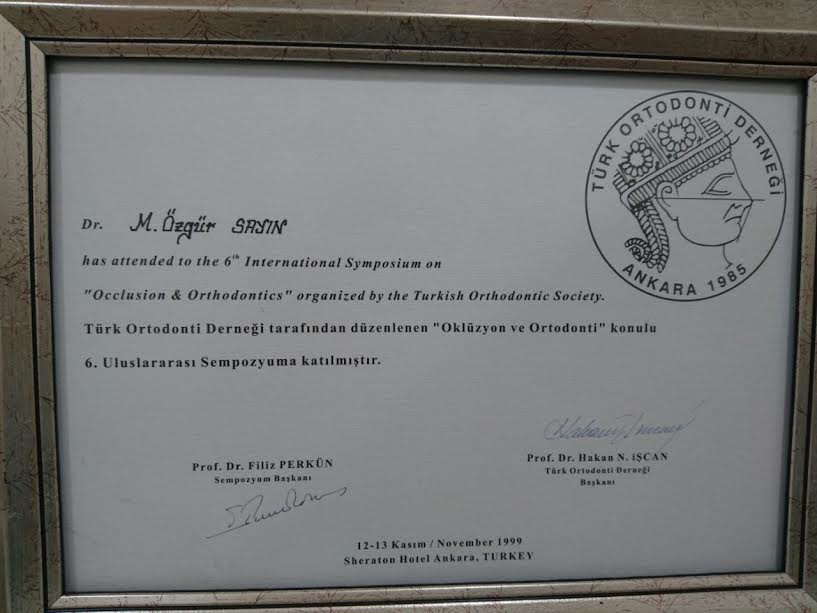 TÜRK ORTODONTİ DERNEĞİ
ANKARA 1985
Dr. M. Özgür SAYIN
has attended to the 6th International Symposium on
"Occlusion & Orthodontics" organized by the Turkish Orthodontic Society.
Türk Ortodonti Derneği tarafından düzenlenen "Oklüzyon ve Ortodonti" konulu
6. Uluslararası Sempozyuma katılmıştır.
Prof. Dr. Filiz PERKÜN
Sempozyum Başkanı
Prof. Dr. Hakan N. İŞCAN
Türk Ortodonti Derneği
Başkanı
12-13 Kasım / November 1999
Sheraton Hotel Ankara, TURKEY